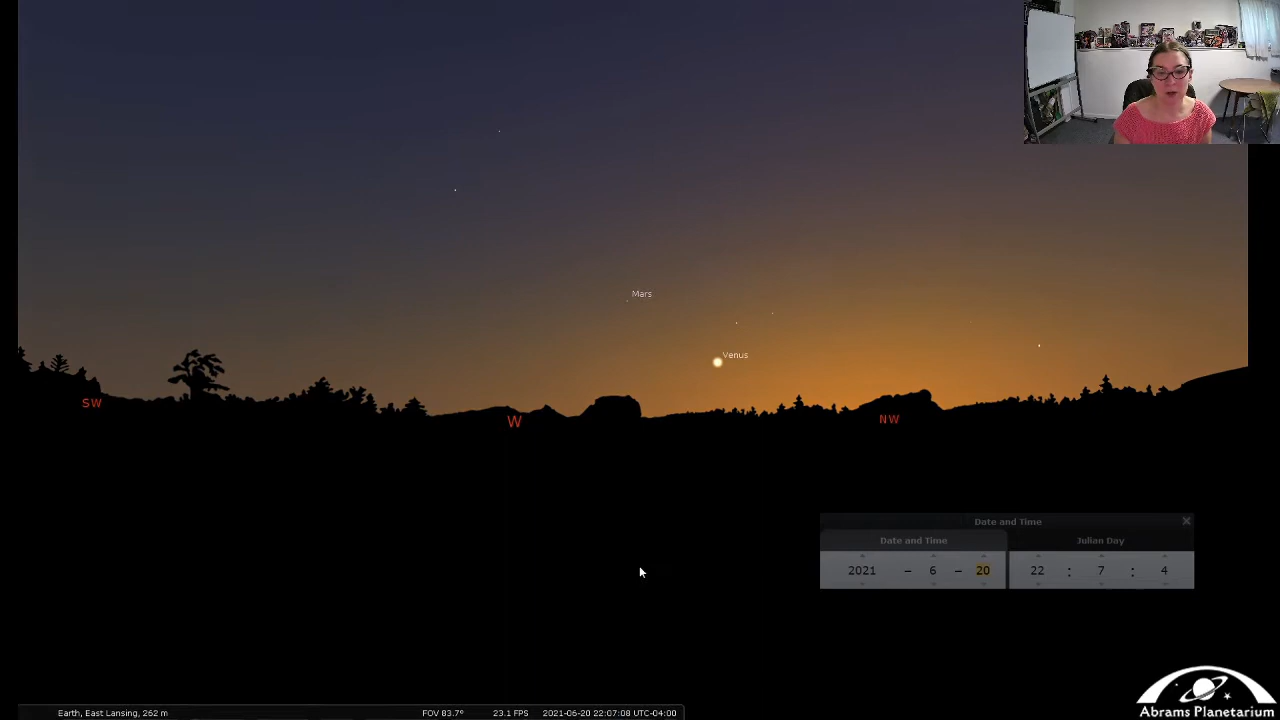 Mars
Venus
SW
W
NW
Date and Time
Date and Time Julian Day
2021 – 6 – 20 22 : 7 : 4
Earth, East Lansing, 262 m FOV 83.7° 23.1 FPS 2021-06-20 22:07:08 UTC-04:00
Abrams Planetarium